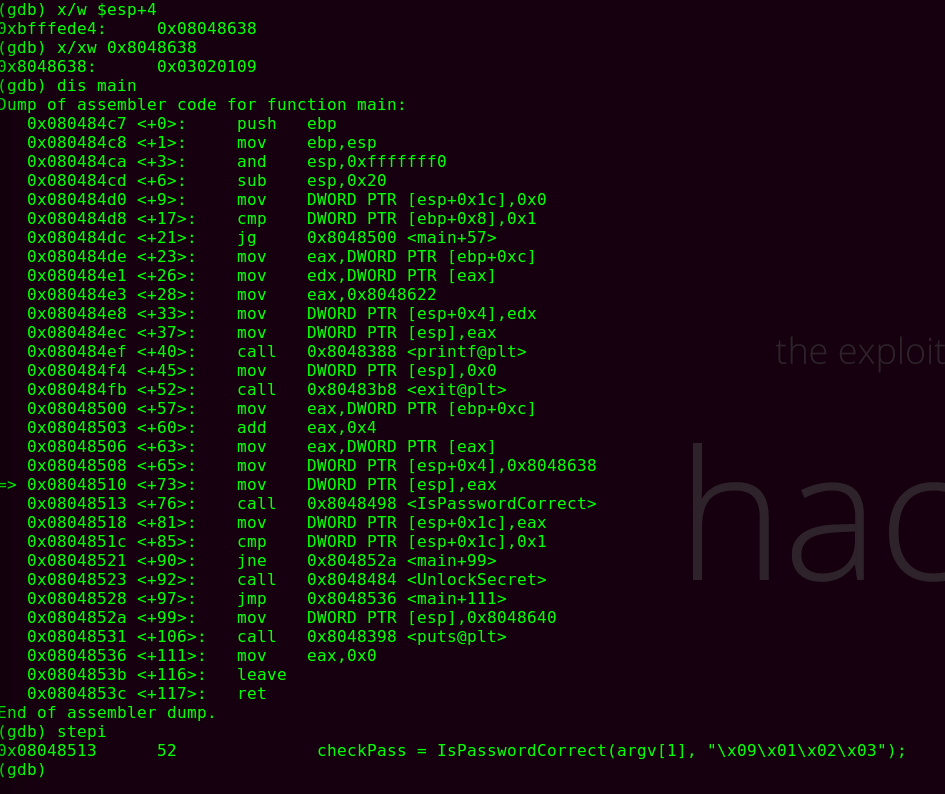 (gdb) x/w $esp+4
0xbfffede4:     0x08048638
(gdb) x/xw 0x8048638
0x8048638:      0x03020109
(gdb) dis main
Dump of assembler code for function main:
   0x080484c7 <+0>:     push   ebp
   0x080484c8 <+1>:     mov    ebp,esp
   0x080484ca <+3>:     and    esp,0xfffffff0
   0x080484cd <+6>:     sub    esp,0x20
   0x080484d0 <+9>:     mov    DWORD PTR [esp+0x1c],0x0
   0x080484d8 <+17>:    cmp    DWORD PTR [ebp+0x8],0x1
   0x080484dc <+21>:    jg     0x8048500 <main+57>
   0x080484de <+23>:    mov    eax,DWORD PTR [ebp+0xc]
   0x080484e1 <+26>:    mov    edx,DWORD PTR [eax]
   0x080484e3 <+28>:    mov    eax,0x8048622
   0x080484e8 <+33>:    mov    DWORD PTR [esp+0x4],edx
   0x080484ec <+37>:    mov    DWORD PTR [esp],eax
   0x080484ef <+40>:    call   0x8048388 <printf@plt>
   0x080484f4 <+45>:    mov    DWORD PTR [esp],0x0
   0x080484fb <+52>:    call   0x80483b8 <exit@plt>
   0x08048500 <+57>:    mov    eax,DWORD PTR [ebp+0xc]
   0x08048503 <+60>:    add    eax,0x4
   0x08048506 <+63>:    mov    eax,DWORD PTR [eax]
   0x08048508 <+65>:    mov    DWORD PTR [esp+0x4],0x8048638
=> 0x08048510 <+73>:    mov    DWORD PTR [esp],eax
   0x08048513 <+76>:    call   0x8048498 <IsPasswordCorrect>
   0x08048518 <+81>:    mov    DWORD PTR [esp+0x1c],eax
   0x0804851c <+85>:    cmp    DWORD PTR [esp+0x1c],0x1
   0x08048521 <+90>:    jne    0x804852a <main+99>
   0x08048523 <+92>:    call   0x8048484 <UnlockSecret>
   0x08048528 <+97>:    jmp    0x8048536 <main+111>
   0x0804852a <+99>:    mov    DWORD PTR [esp],0x8048640
   0x08048531 <+106>:   call   0x8048398 <puts@plt>
   0x08048536 <+111>:   mov    eax,0x0
   0x0804853b <+116>:   leave
   0x0804853c <+117>:   ret
End of assembler dump.
(gdb) stepi
0x08048513      52              checkPass = IsPasswordCorrect(argv[1], "\x09\x01\x02\x03");
(gdb)
the exploit
hac